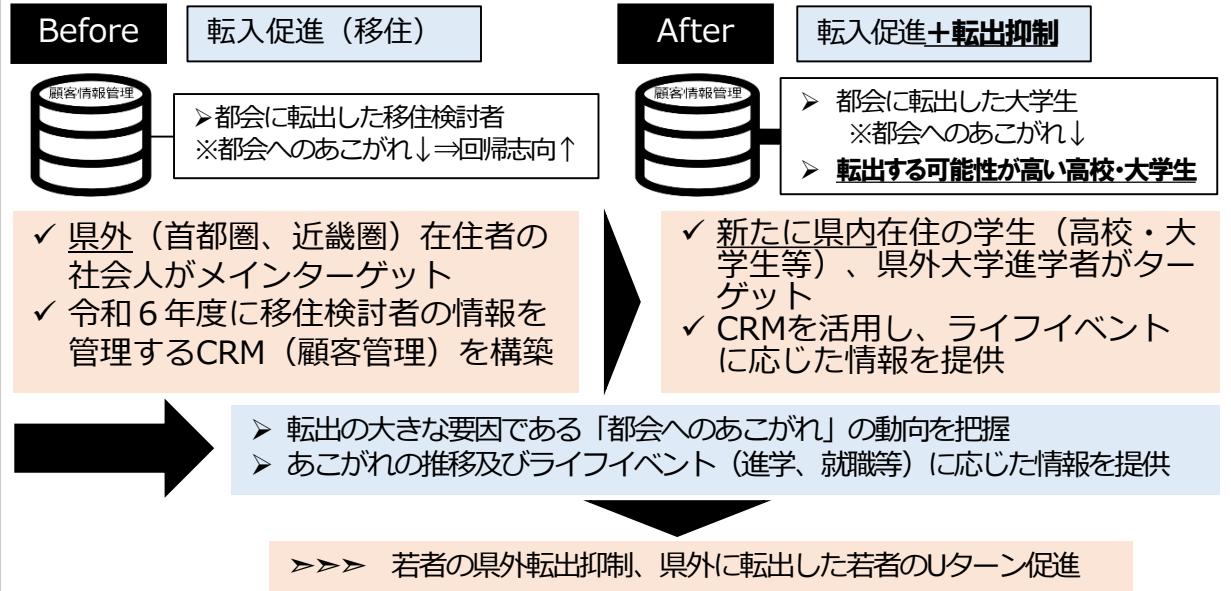 Before
転入促進（移住）
顧客情報管理
➢都会に転出した移住検討者
※都会へのあこがれ↓⇒回帰志向↑
✓ 県外（首都圏、近畿圏）在住者の
社会人がメインターゲット
✓ 令和６年度に移住検討者の情報を
管理するCRM（顧客管理）を構築
After
転入促進＋転出抑制
顧客情報管理
➢ 都会に転出した大学生
※都会へのあこがれ↓
➢ 転出する可能性が高い高校・大学生
✓ 新たに県内在住の学生（高校・大
学生等）、県外大学進学者がター
ゲット
✓ CRMを活用し、ライフイベント
に応じた情報を提供
➢ 転出の大きな要因である「都会へのあこがれ」の動向を把握
➢ あこがれの推移及びライフイベント（進学、就職等）に応じた情報を提供
➢➢➢ 若者の県外転出抑制、県外に転出した若者のUターン促進